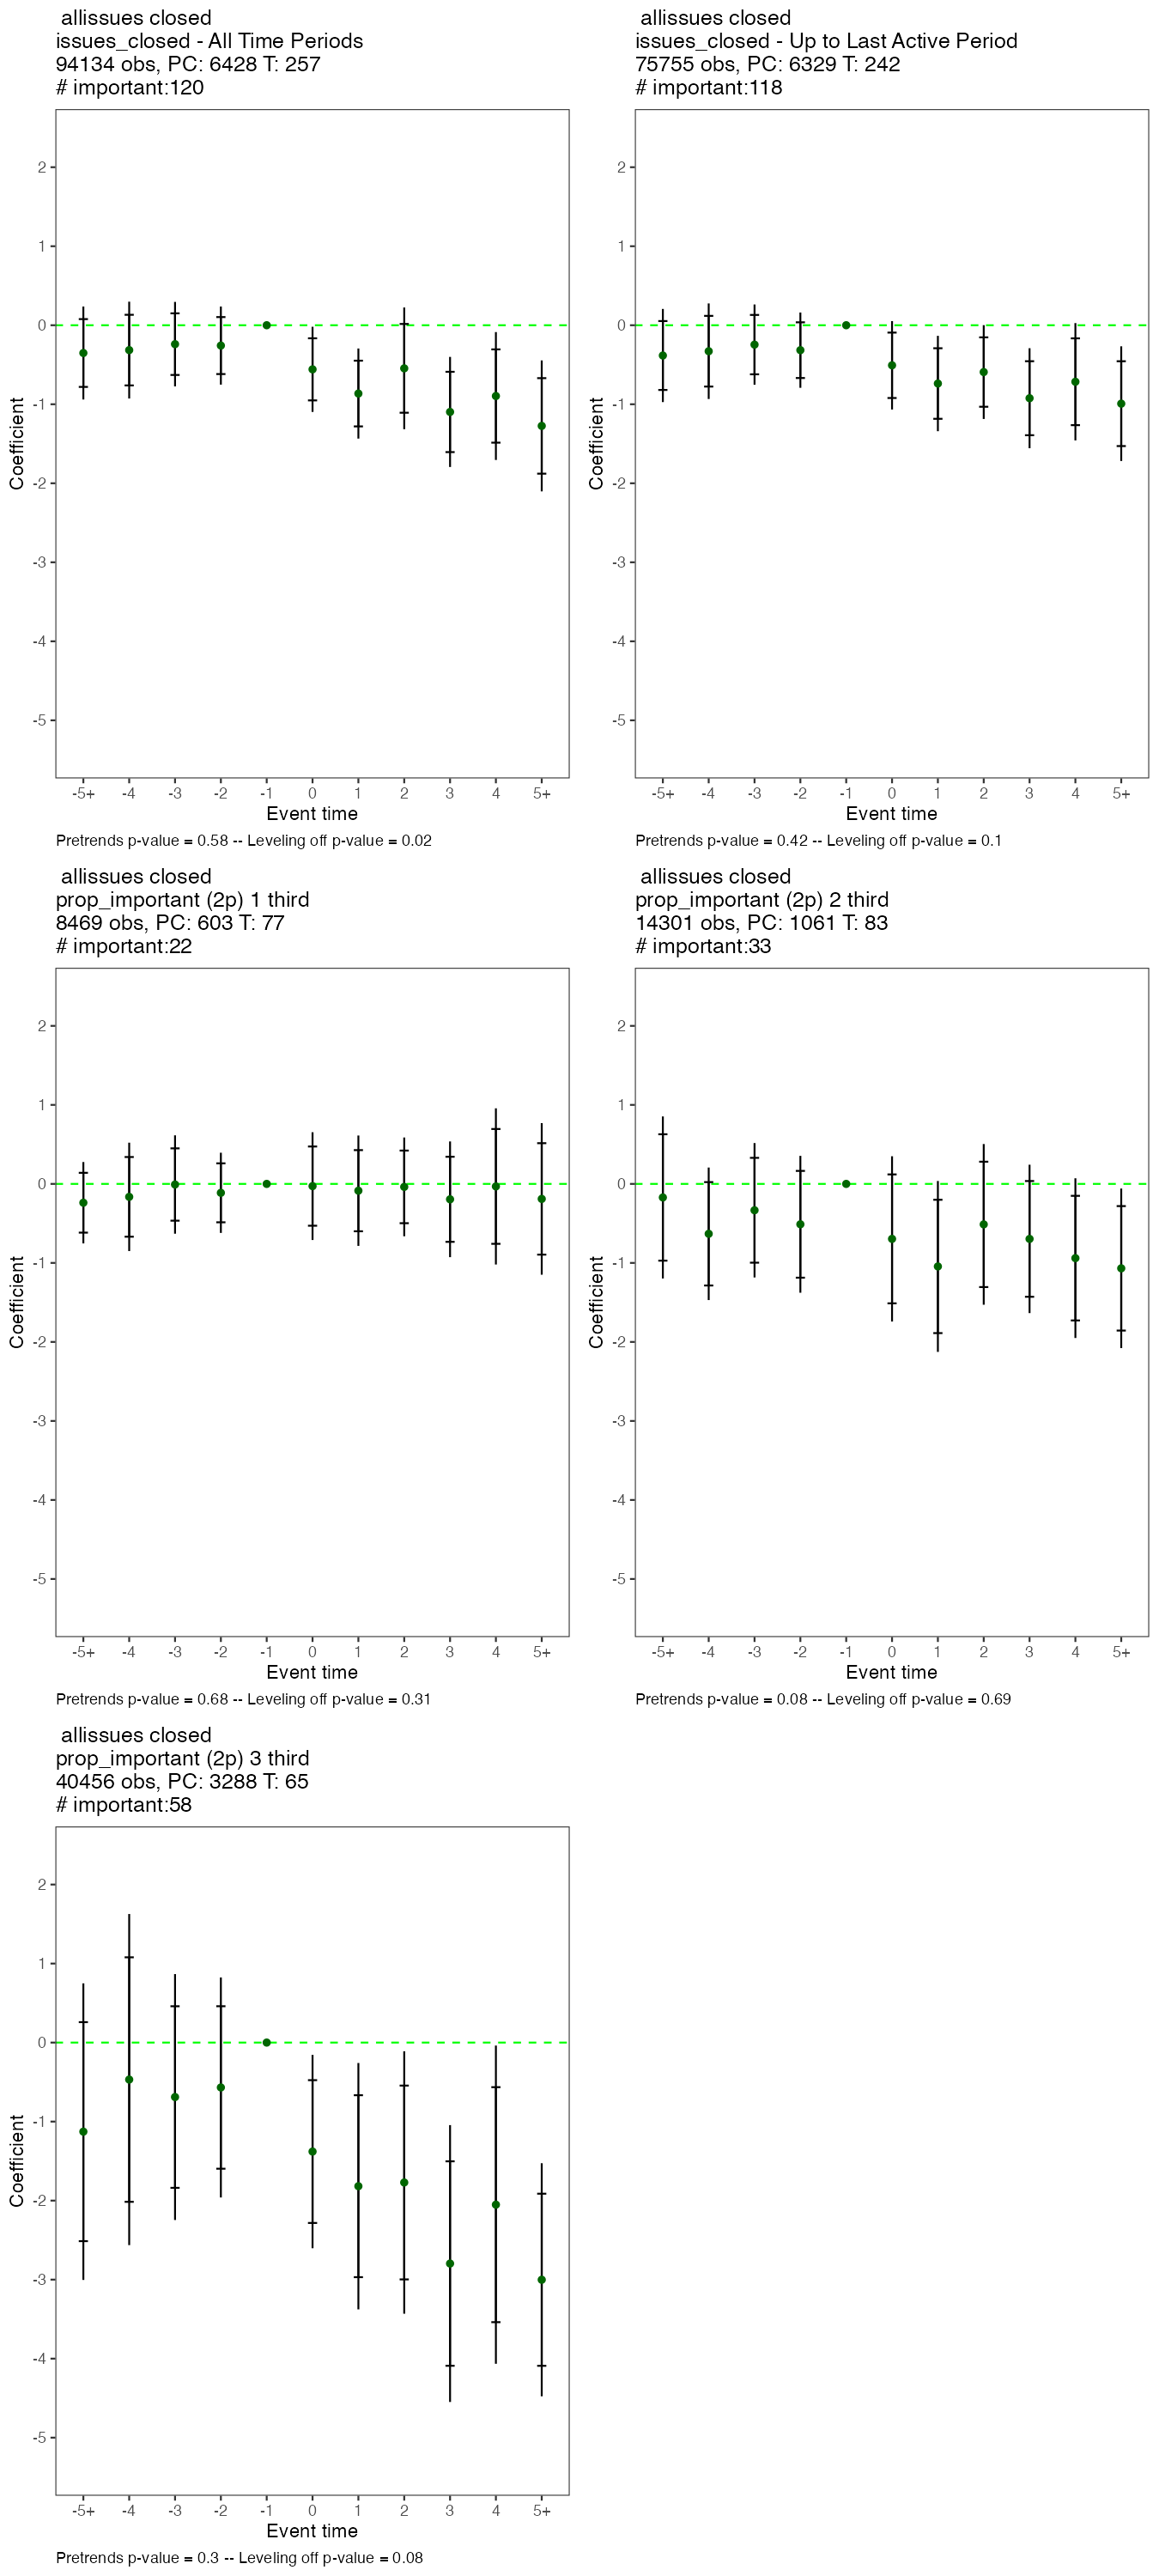 allissues closed
issues_closed - All Time Periods
94134 obs, PC: 6428 T: 257
# important:120
2
1
0
-1
-2
-3
-4
-5
Coefficient
-5+ -4 -3 -2 -1 0 1 2 3 4 5+
Event time
Pretrends p-value = 0.58 -- Leveling off p-value = 0.02
allissues closed
issues_closed - Up to Last Active Period
75755 obs, PC: 6329 T: 242
# important:118
2
1
0
-1
-2
-3
-4
-5
Coefficient
-5+ -4 -3 -2 -1 0 1 2 3 4 5+
Event time
Pretrends p-value = 0.42 -- Leveling off p-value = 0.1
allissues closed
prop_important (2p) 1 third
8469 obs, PC: 603 T: 77
# important:22
2
1
0
-1
-2
-3
-4
-5
Coefficient
-5+ -4 -3 -2 -1 0 1 2 3 4 5+
Event time
Pretrends p-value = 0.68 -- Leveling off p-value = 0.31
allissues closed
prop_important (2p) 2 third
14301 obs, PC: 1061 T: 83
# important:33
2
1
0
-1
-2
-3
-4
-5
Coefficient
-5+ -4 -3 -2 -1 0 1 2 3 4 5+
Event time
Pretrends p-value = 0.08 -- Leveling off p-value = 0.69
allissues closed
prop_important (2p) 3 third
40456 obs, PC: 3288 T: 65
# important:58
2
1
0
-1
-2
-3
-4
-5
Coefficient
-5+ -4 -3 -2 -1 0 1 2 3 4 5+
Event time
Pretrends p-value = 0.3 -- Leveling off p-value = 0.08